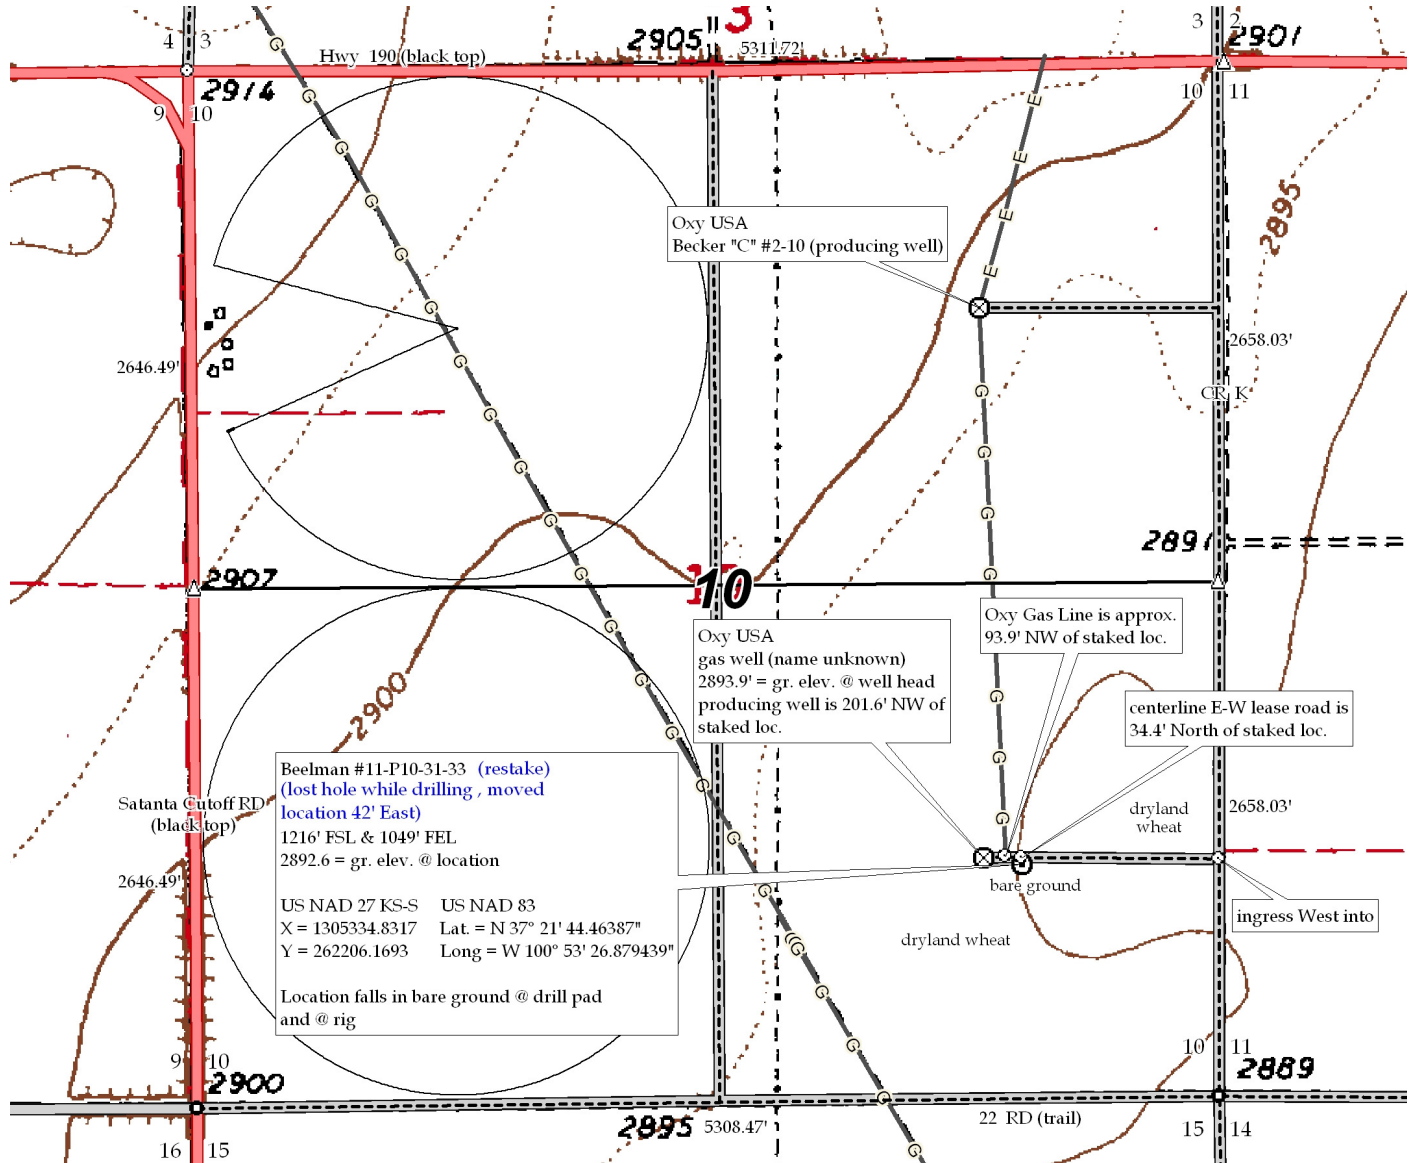 3
4 3
3 2
2905
5311.72'
2901
Hwy 190 (black top)
2914
9 10
10 11
2895
Oxy USA
Becker "C" #2-10 (producing well)
2658.03'
2646.49'
CR K
2891
2907
10
Oxy Gas Line is approx.
93.9' NW of staked loc.
Oxy USA
gas well (name unknown)
2893.9' = gr. elev. @ well head
producing well is 201.6' NW of
staked loc.
2900
centerline E-W lease road is
34.4' North of staked loc.
Beelman #11-P10-31-33 (restake)
(lost hole while drilling , moved
location 42' East)
1216' FSL & 1049' FEL
2892.6 = gr. elev. @ location
US NAD 27 KS-S US NAD 83
X = 1305334.8317 Lat. = N 37° 21' 44.46387"
Y = 262206.1693 Long = W 100° 53' 26.879439"
Location falls in bare ground @ drill pad
and @ rig
Satanta Cutoff RD
(black top)
dryland
wheat
2658.03'
2646.49'
bare ground
ingress West into
dryland wheat
9 10
10 11
2900
2889
2895
5308.47'
22 RD (trail)
16 15
15 14
G G G G G G G G G G G G G G G G G G G G G G G
E E E E
G G G G G G G